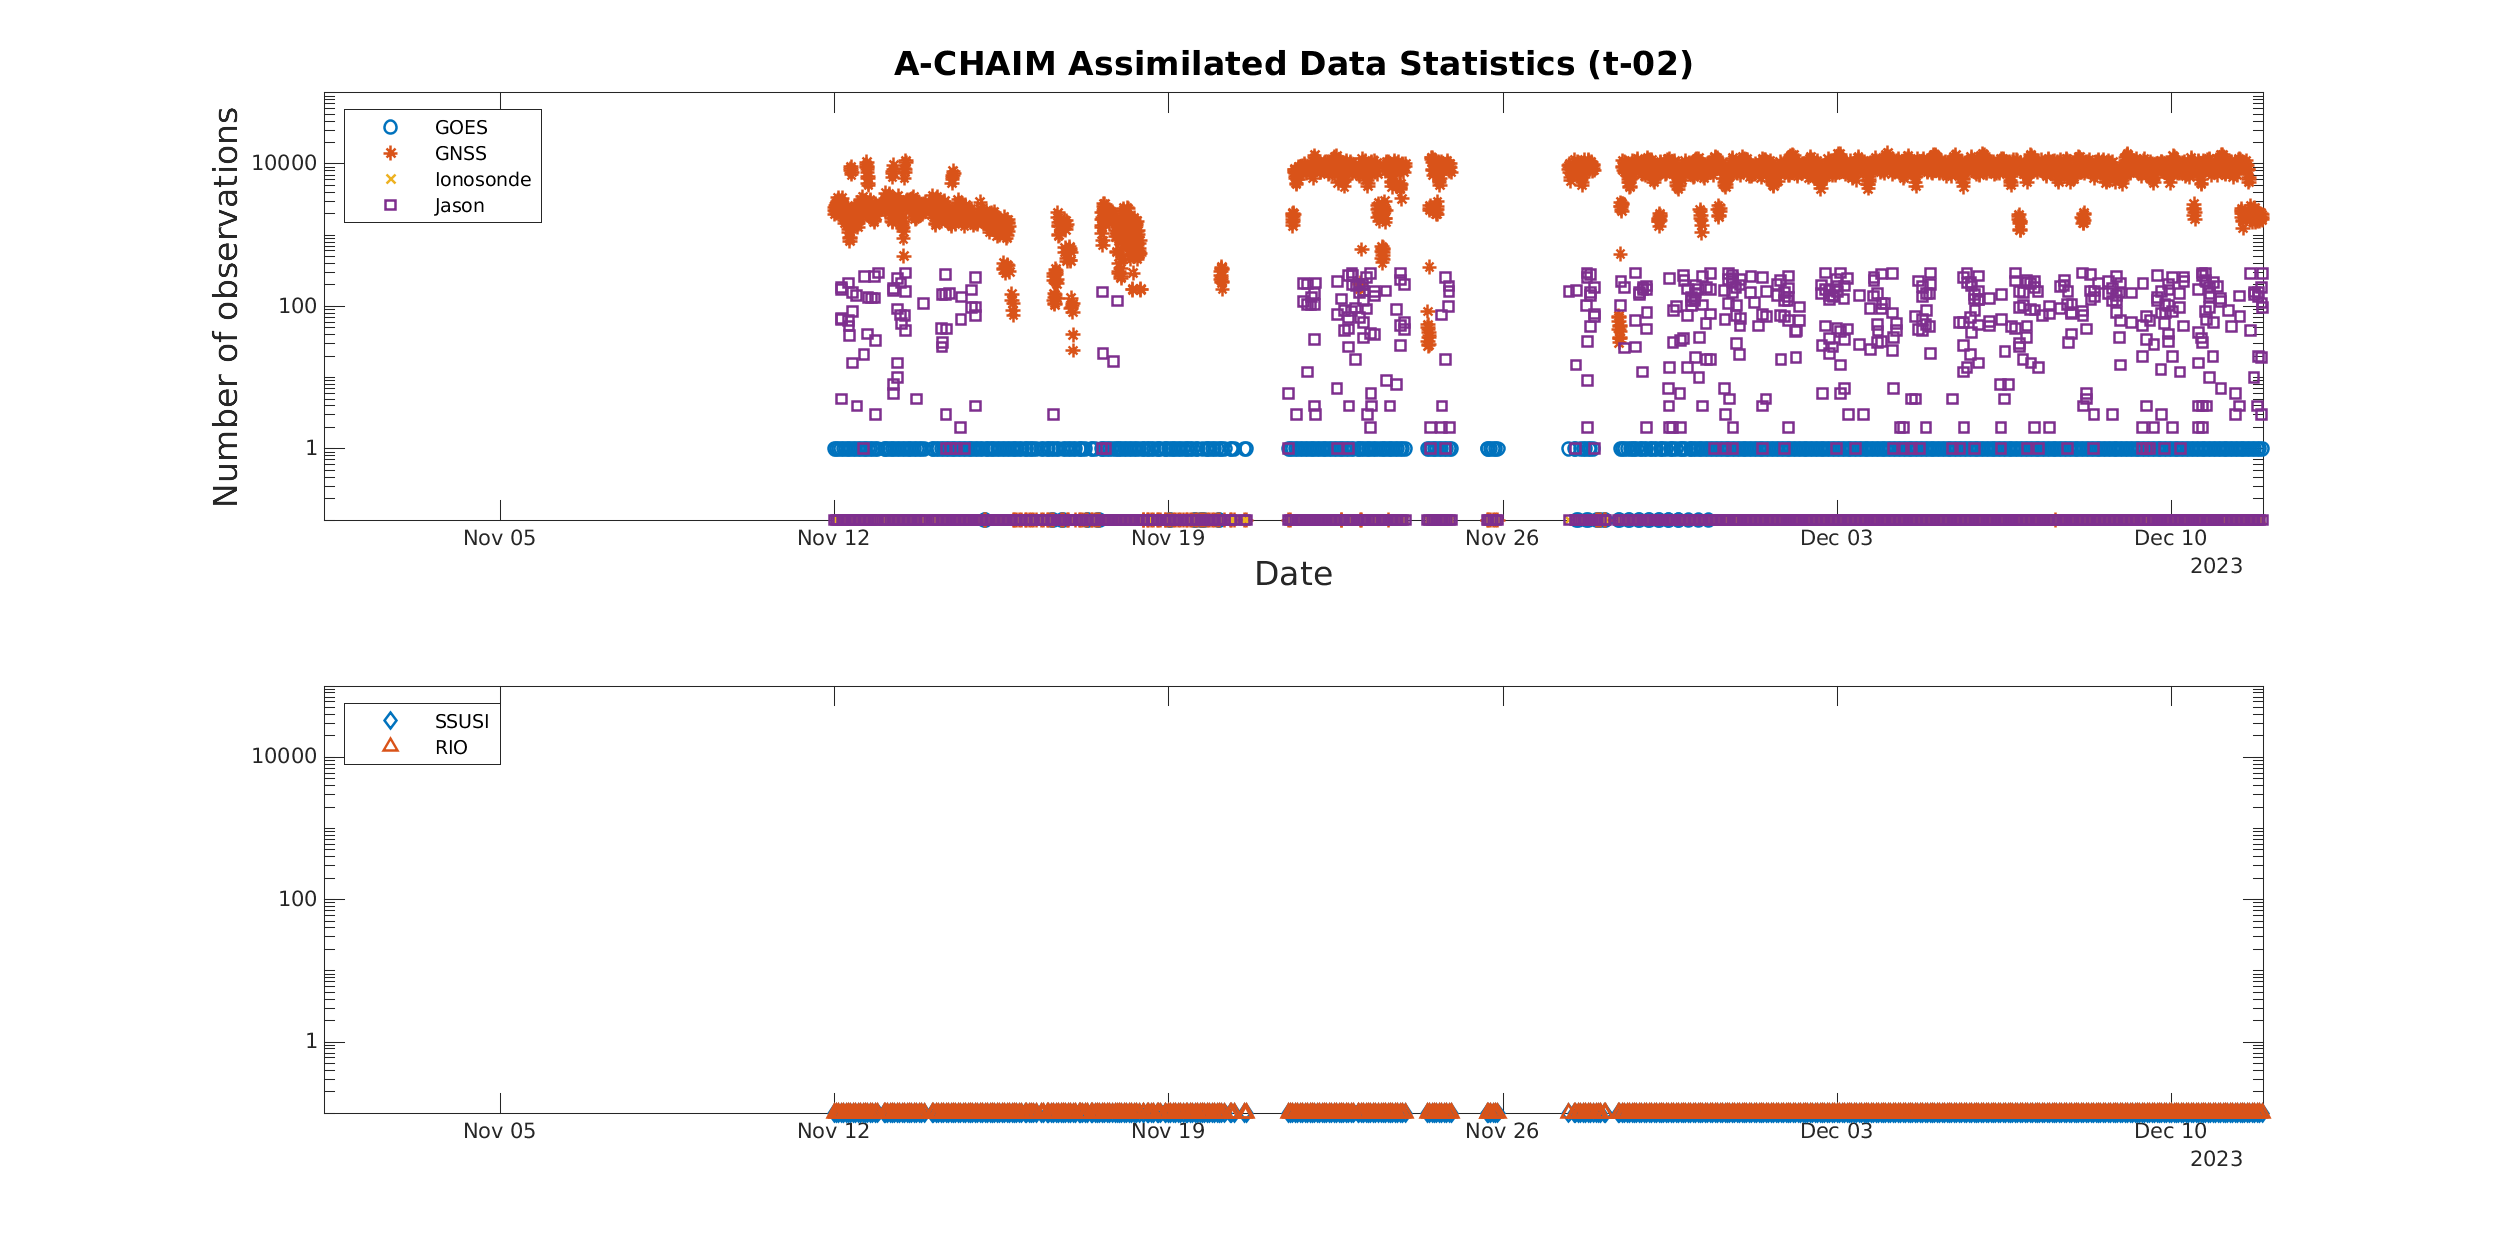 A-CHAIM Assimilated Data Statistics (t-02)
Number of observations
10000
100
1
GOES
GNSS
Ionosonde
Jason
Nov 05
Nov 12
Nov 19
Nov 26
Dec 03
Dec 10
2023
Date
10000
100
1
SSUSI
RIO
Nov 05
Nov 12
Nov 19
Nov 26
Dec 03
Dec 10
2023